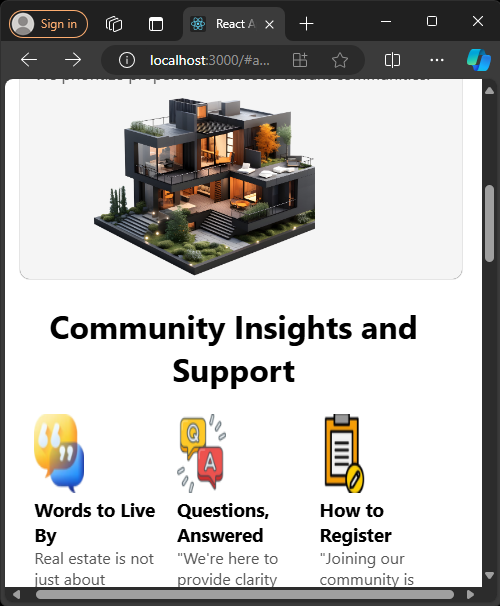 Sign in
React A
localhost:3000/#a...
Community Insights and
Support
Q
A
Words to Live
By
Questions,
Answered
How to
Register
Real estate is not
just about
"We're here to
provide clarity
"Joining our
community is